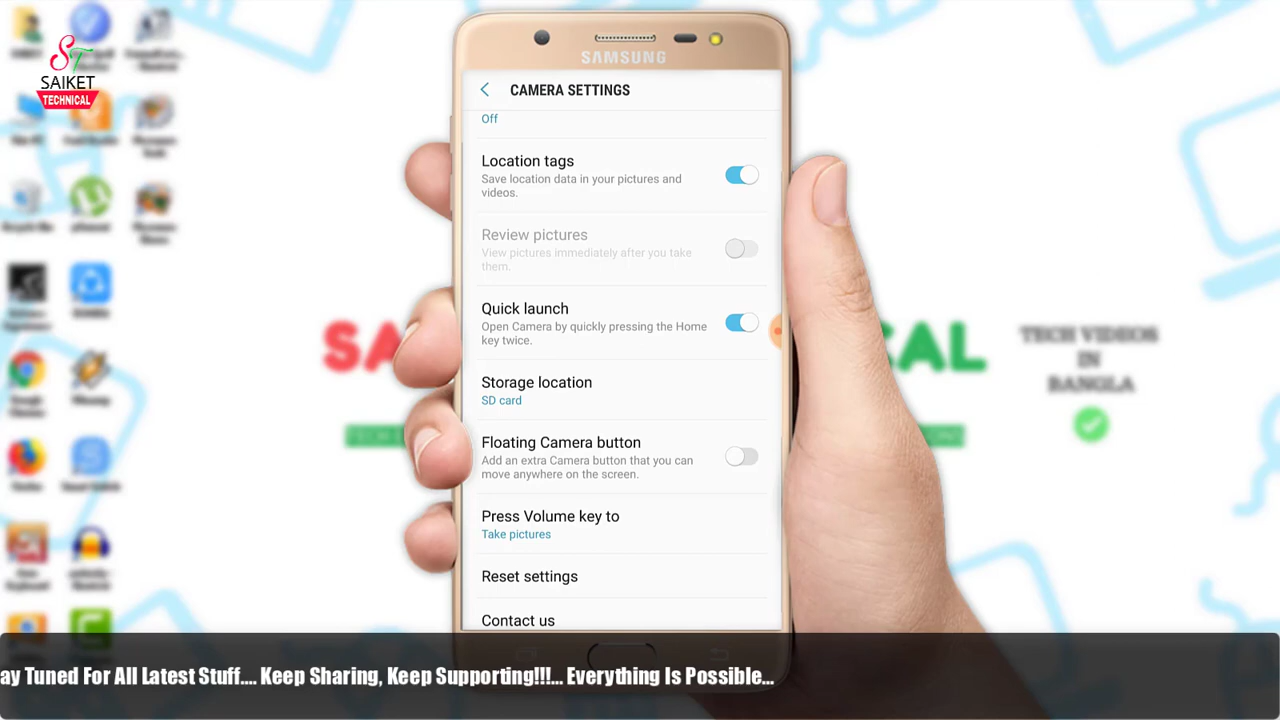 SAIKET
TECHNICAL
SAMSUNG
CAMERA SETTINGS
Off
Location tags
Save location data in your pictures and
videos.
Review pictures
View pictures immediately after you take
them.
Quick launch
Open Camera by quickly pressing the Home
key twice.
Storage location
SD card
Floating Camera button
Add an extra Camera button that you can
move anywhere on the screen.
Press Volume key to
Take pictures
Reset settings
Contact us
SA
CAL
TECH VIDEOS
IN
BANGLA
ay Tuned For All Latest Stuff.... Keep Sharing, Keep Supporting!!!... Everything Is Possible...